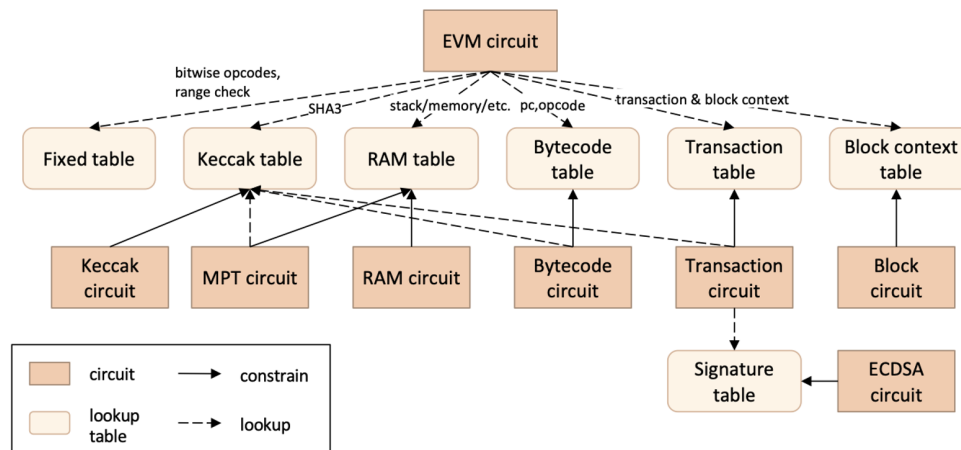 EVM circuit
bitwise opcodes,
range check
SHA3
stack/memory/etc.
pc,opcode
transaction & block context
Fixed table
Keccak table
RAM table
Bytecode
table
Transaction
table
Block context
table
Keccak
circuit
MPT circuit
RAM circuit
Bytecode
circuit
Transaction
circuit
Block
circuit
Signature
table
ECDSA
circuit
circuit
constrain
lookup
table
lookup